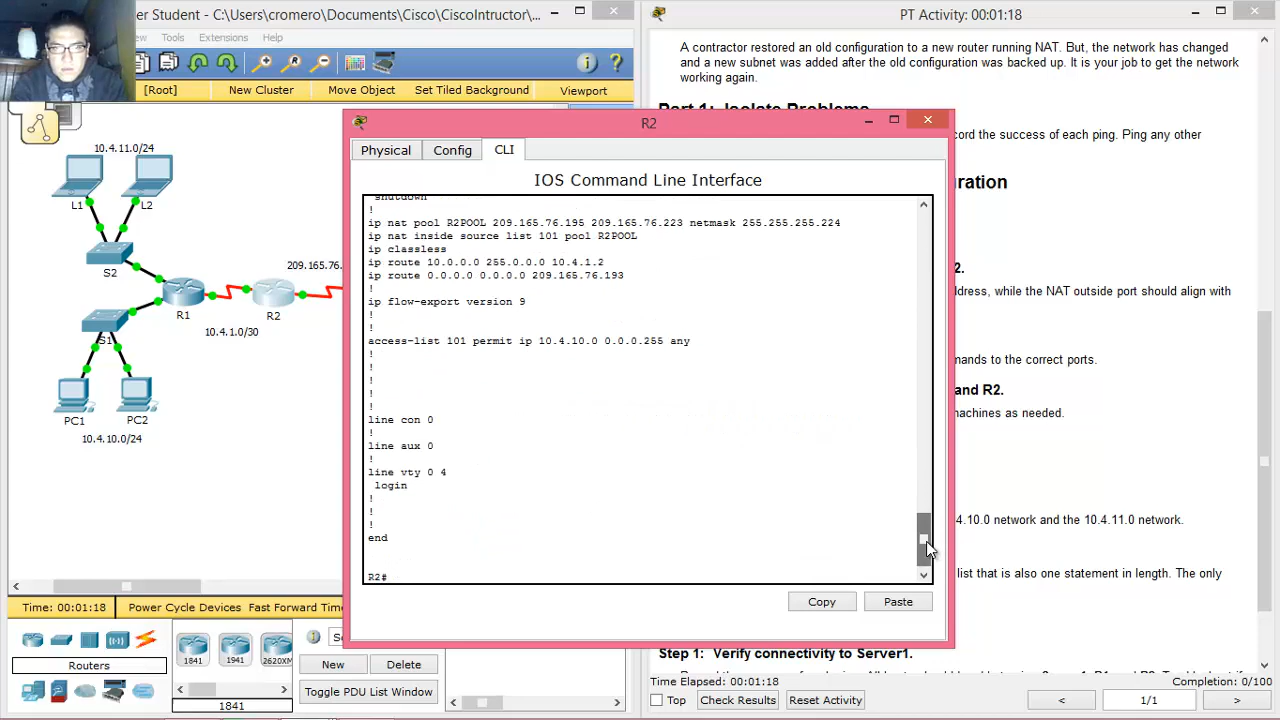 er Student - C:\Users\cromero\Documents\Cisco\CiscoIntructor\...
Tools Extensions Help
[Root] New Cluster Move Object Set Tiled Background Viewport
10.4.11.0/24
L1 L2
S2
209.165.76.
R1 R2
10.4.1.0/30
S1
PC1 PC2
10.4.10.0/24
Time: 00:01:18 Power Cycle Devices Fast Forward Time
Routers
1841 1941 2620XM
1841
New Delete
Toggle PDU List Window
R2
Physical Config CLI
IOS Command Line Interface
shutdown
!
ip nat pool R2POOL 209.165.76.195 209.165.76.223 netmask 255.255.255.224
ip nat inside source list 101 pool R2POOL
ip classless
ip route 10.0.0.0 255.0.0.0 10.4.1.2
ip route 0.0.0.0 0.0.0.0 209.165.76.193
!
ip flow-export version 9
!
!
access-list 101 permit ip 10.4.10.0 0.0.0.255 any
!
!
!
!
!
line con 0
!
line aux 0
!
line vty 0 4
login
!
!
!
end
R2#
Copy Paste
PT Activity: 00:01:18
A contractor restored an old configuration to a new router running NAT. But, the network has changed
and a new subnet was added after the old configuration was backed up. It is your job to get the network
working again.
Part 1: Isolate Problems
cord the success of each ping. Ping any other
uration
2.
ddress, while the NAT outside port should align with
mands to the correct ports.
and R2.
machines as needed.
4.10.0 network and the 10.4.11.0 network.
list that is also one statement in length. The only
Step 1: Verify connectivity to Server1.
Time Elapsed: 00:01:18 Completion: 0/100
Top Check Results Reset Activity < 1/1 >